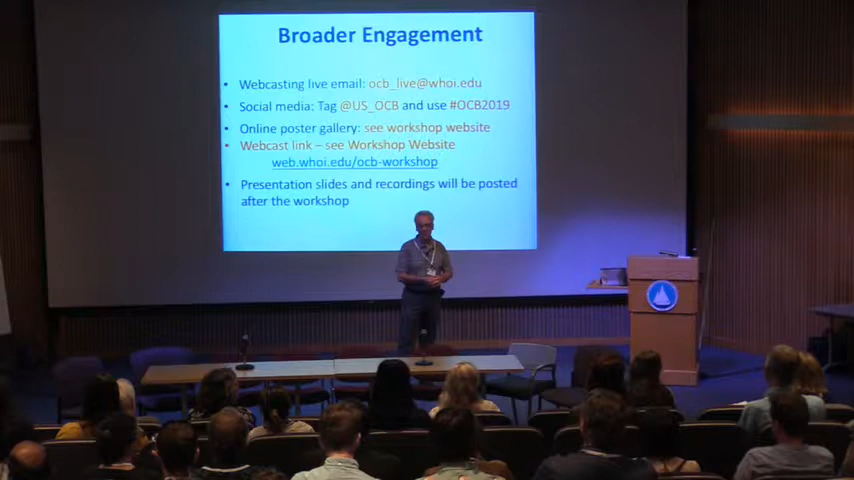 Broader Engagement
• Webcasting live email: ocb_live@whoi.edu
• Social media: Tag @US_OCB and use #OCB2019
• Online poster gallery: see workshop website
• Webcast link – see Workshop Website
web.whoi.edu/ocb-workshop
• Presentation slides and recordings will be posted
after the workshop